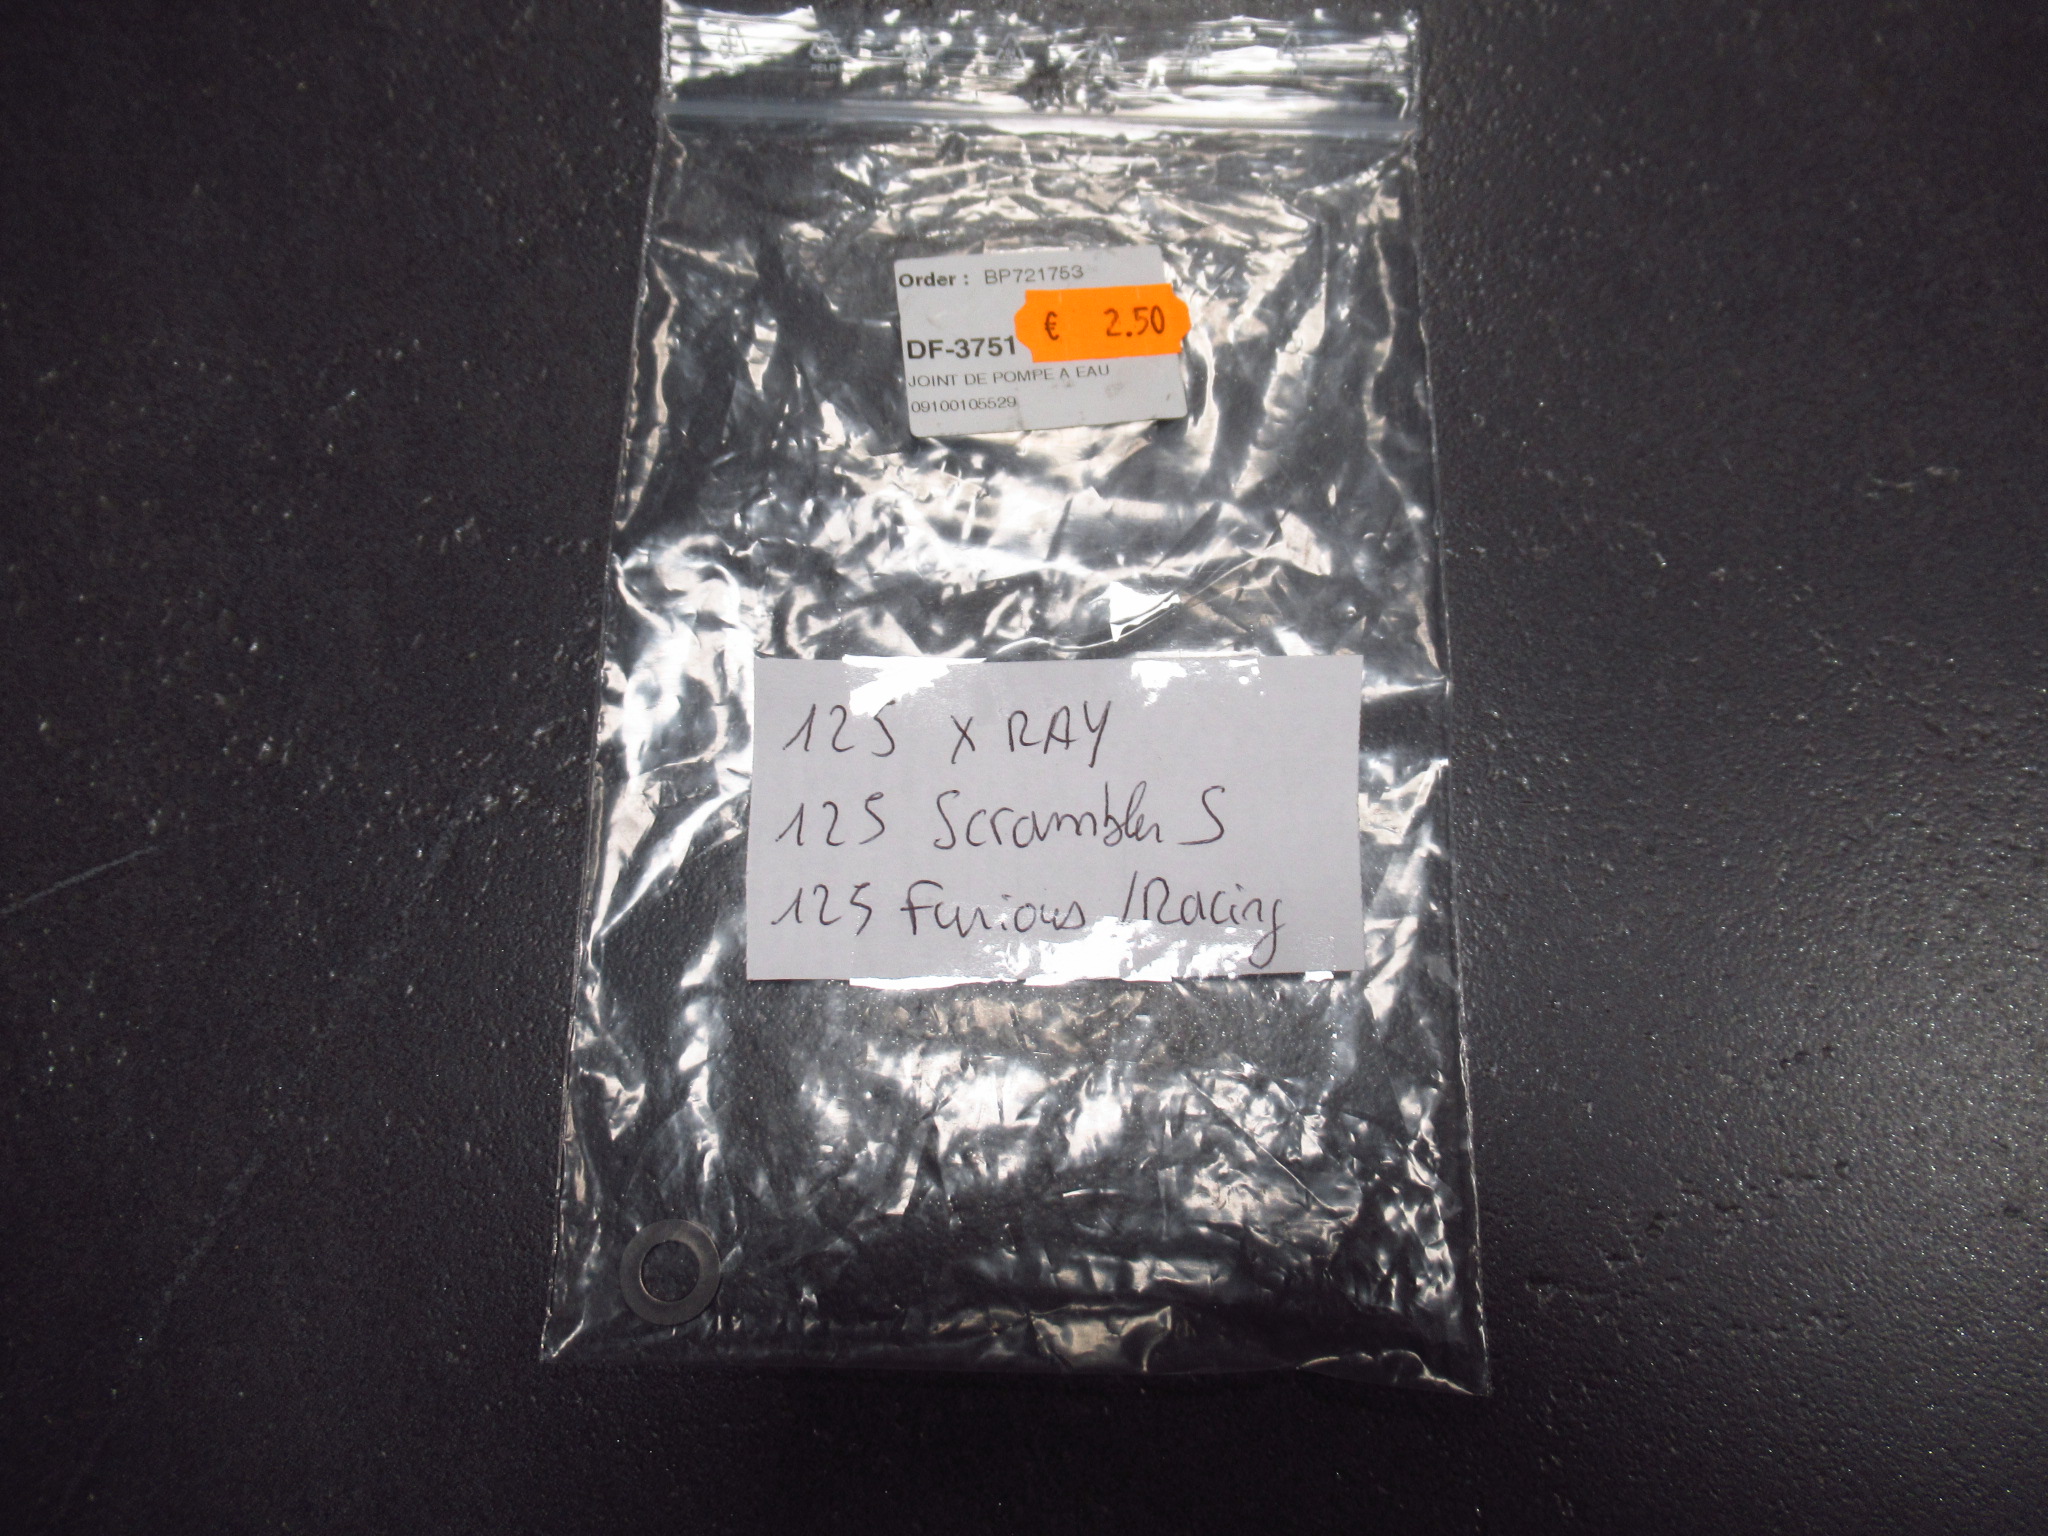 Order : BP721753
€ 2.50
DF-3751
JOINT DE POMPE A EAU
09100105529
125 X RAY
125 Scrambler S
125 Furious /Racing